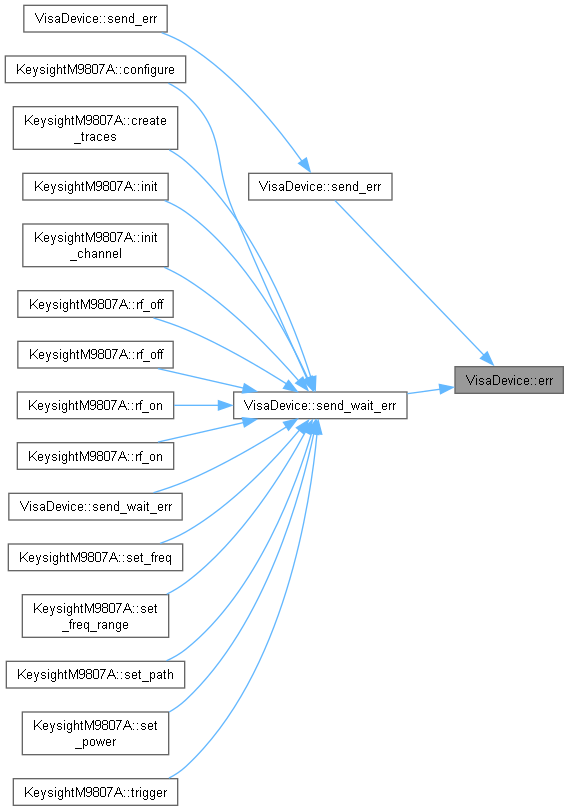 VisaDevice::send_err
KeysightM9807A::configure
KeysightM9807A::create
_traces
KeysightM9807A::init
VisaDevice::send_err
KeysightM9807A::init
_channel
KeysightM9807A::rf_off
KeysightM9807A::rf_off
VisaDevice::err
KeysightM9807A::rf_on
VisaDevice::send_wait_err
KeysightM9807A::rf_on
VisaDevice::send_wait_err
KeysightM9807A::set_freq
KeysightM9807A::set
_freq_range
KeysightM9807A::set_path
KeysightM9807A::set
_power
KeysightM9807A::trigger